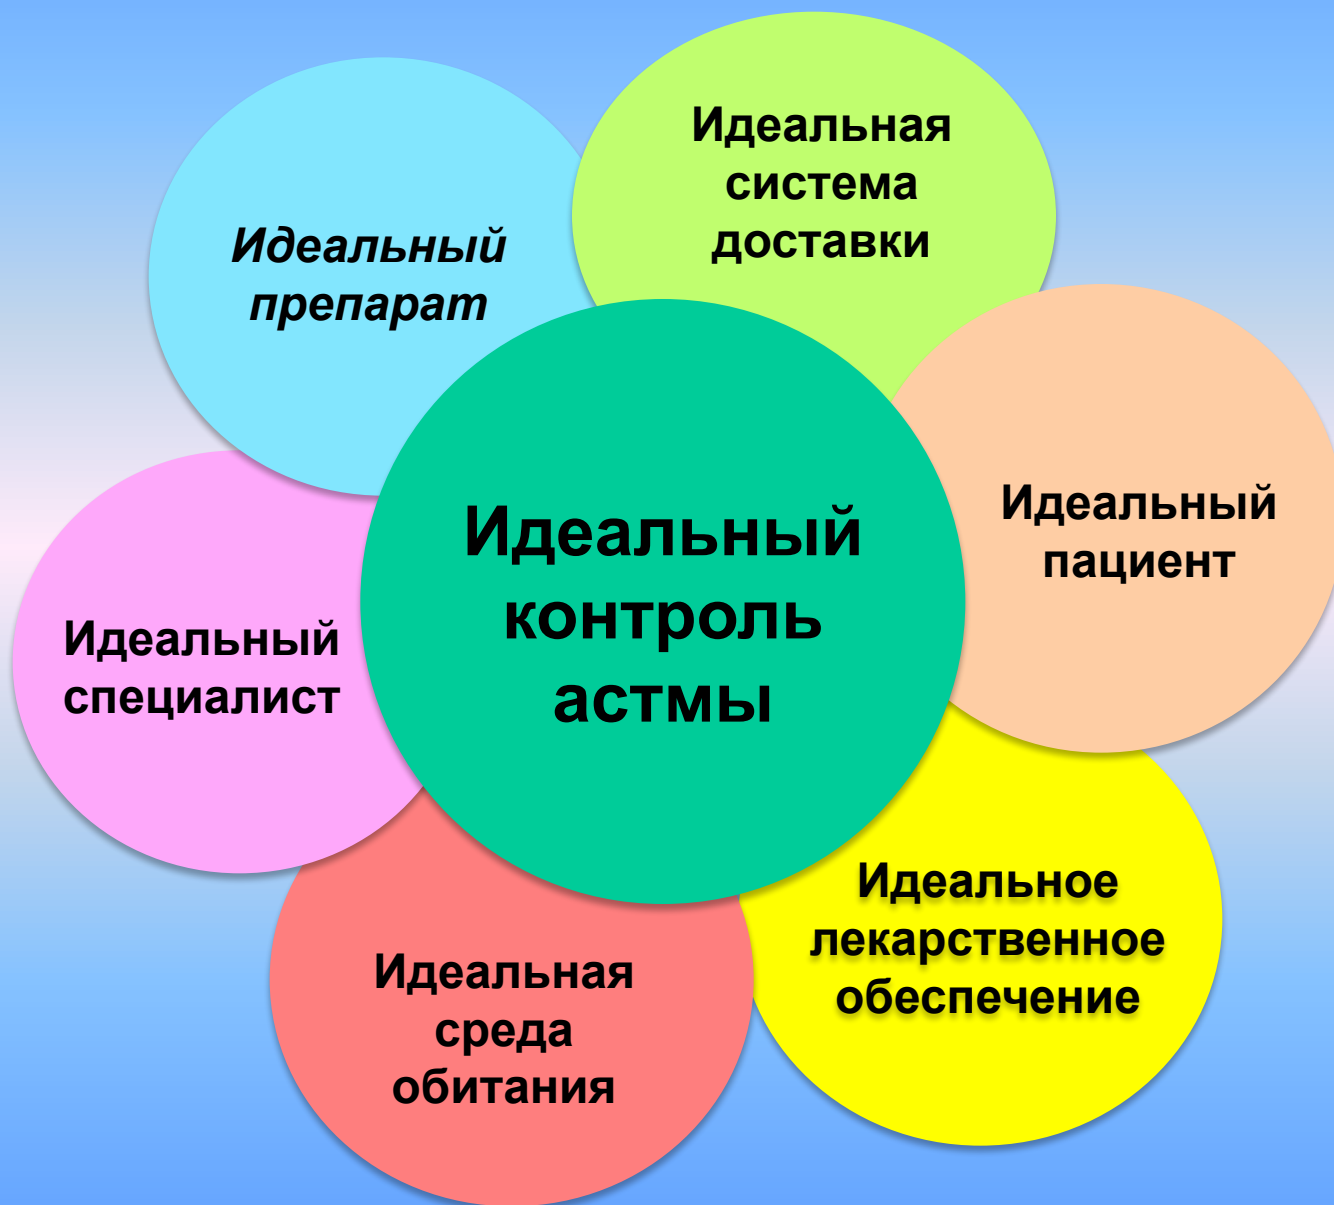 Идеальная
система
доставки
Идеальный
препарат
Идеальный
пациент
Идеальный
контроль
астмы
Идеальный
специалист
Идеальное
лекарственное
обеспечение
Идеальная
среда
обитания